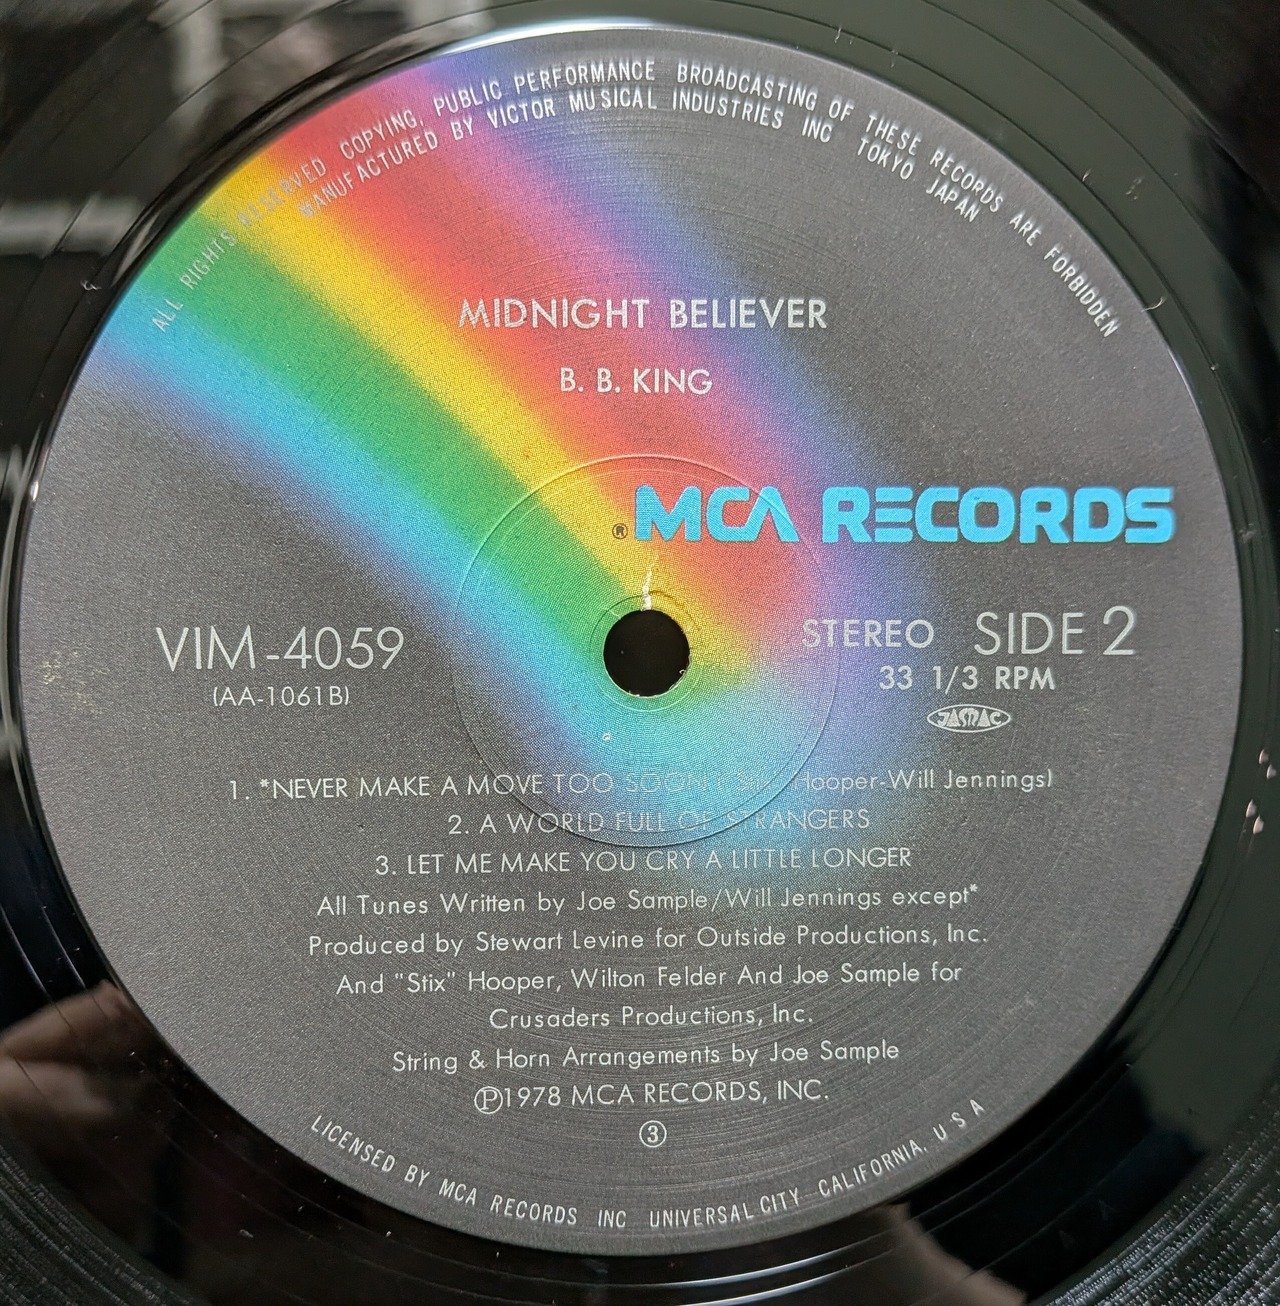 ALL RIGHTS RESERVED COPYING, PUBLIC PERFORMANCE BROADCASTING OF THESE RECORDS ARE FORBIDDEN
MANUFACTURED BY VICTOR MUSICAL INDUSTRIES INC TOKYO JAPAN
MIDNIGHT BELIEVER
B. B. KING
® MCA RECORDS
VIM-4059
(AA-1061B)
STEREO SIDE 2
33 1/3 RPM
JASRAC
1. *NEVER MAKE A MOVE TOO SOON Hooper-Will Jennings)
2. A WORLD FULL OF STRANGERS
3. LET ME MAKE YOU CRY A LITTLE LONGER
All Tunes Written by Joe Sample/Will Jennings except*
Produced by Stewart Levine for Outside Productions, Inc.
And "Stix" Hooper, Wilton Felder And Joe Sample for
Crusaders Productions, Inc.
String & Horn Arrangements by Joe Sample
℗1978 MCA RECORDS, INC.
③
LICENSED BY MCA RECORDS INC UNIVERSAL CITY CALIFORNIA. U S A